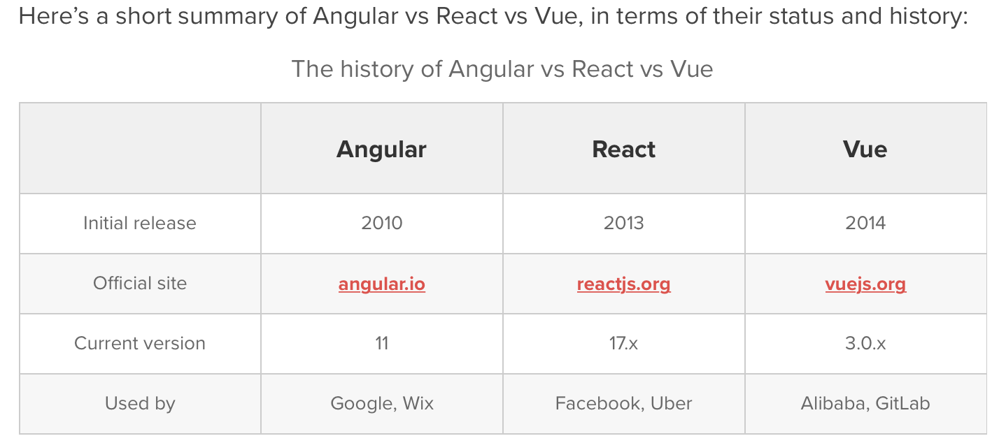 Here’s a short summary of Angular vs React vs Vue, in terms of their status and history:
The history of Angular vs React vs Vue
Angular React Vue
Initial release 2010 2013 2014
Official site angular.io reactjs.org vuejs.org
Current version 11 17.x 3.0.x
Used by Google, Wix Facebook, Uber Alibaba, GitLab